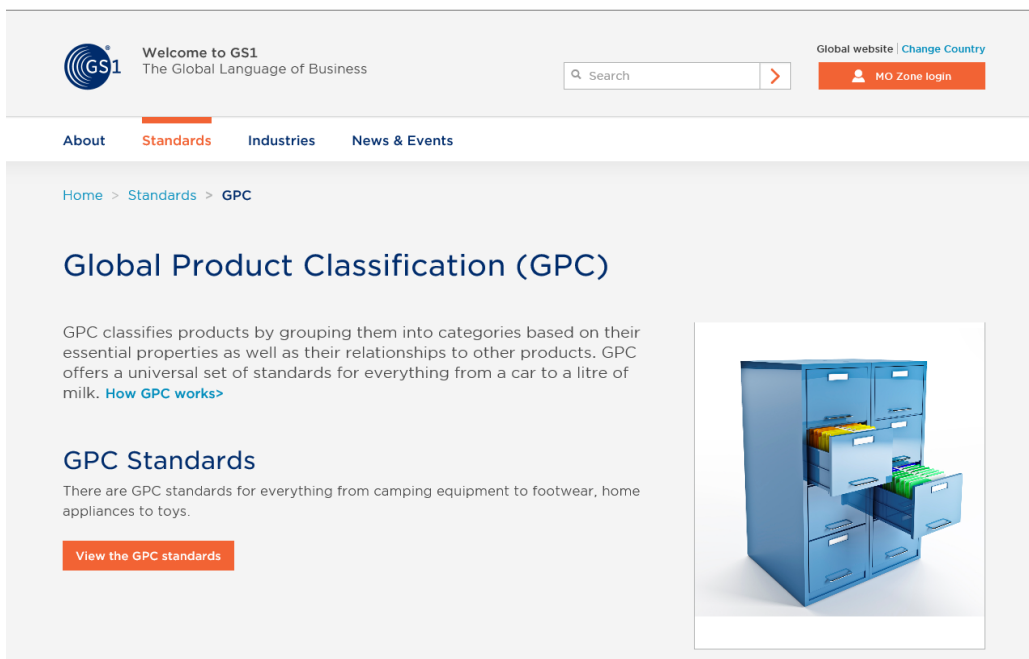 GS1
Welcome to GS1
The Global Language of Business
Search
Global website | Change Country
MO Zone login
About
Standards
Industries
News & Events
Home > Standards > GPC
Global Product Classification (GPC)
GPC classifies products by grouping them into categories based on their
essential properties as well as their relationships to other products. GPC
offers a universal set of standards for everything from a car to a litre of
milk. How GPC works>
GPC Standards
There are GPC standards for everything from camping equipment to footwear, home
appliances to toys.
View the GPC standards